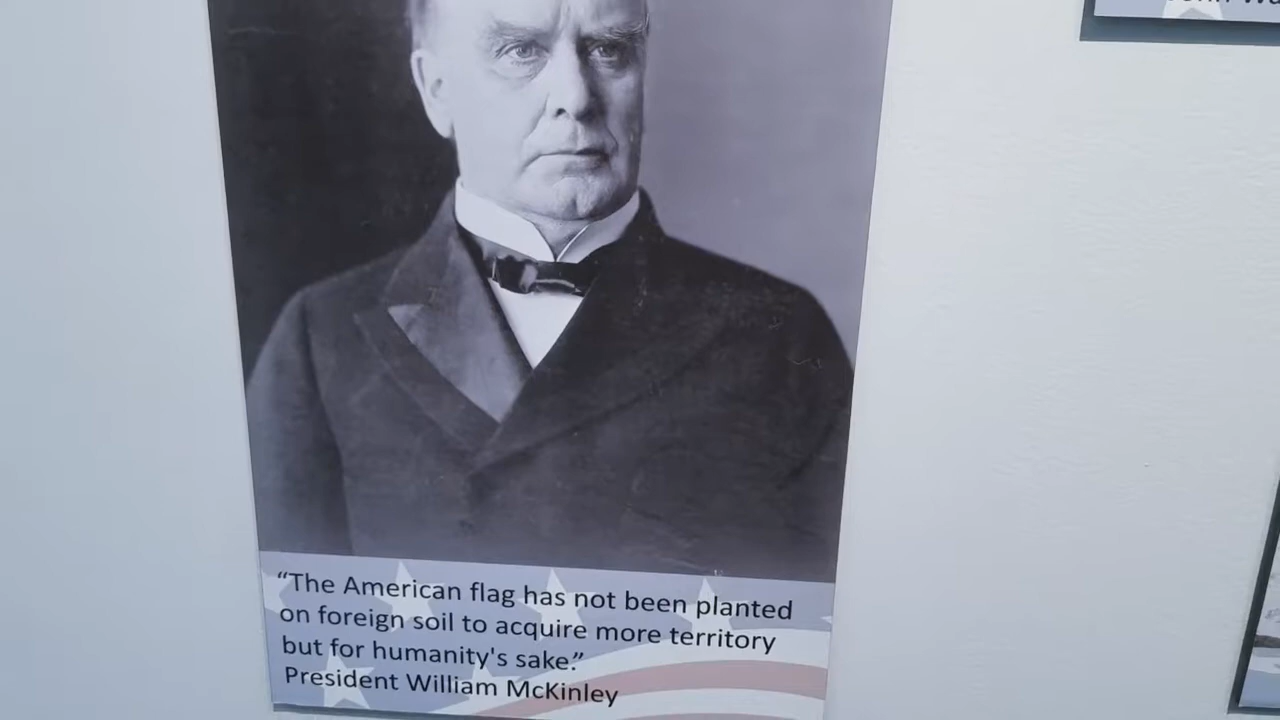 “The American flag has not been planted
on foreign soil to acquire more territory
but for humanity's sake.”
President William McKinley